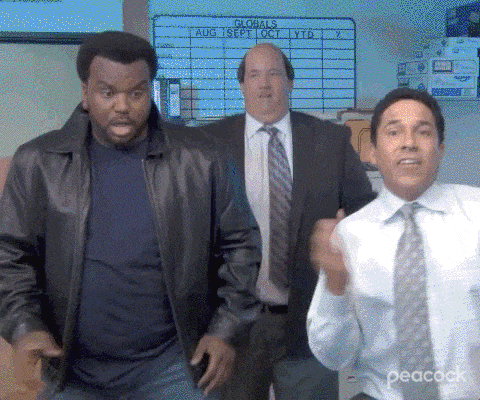 GLOBALS
AUG SEPT OCT YTD %
peacock